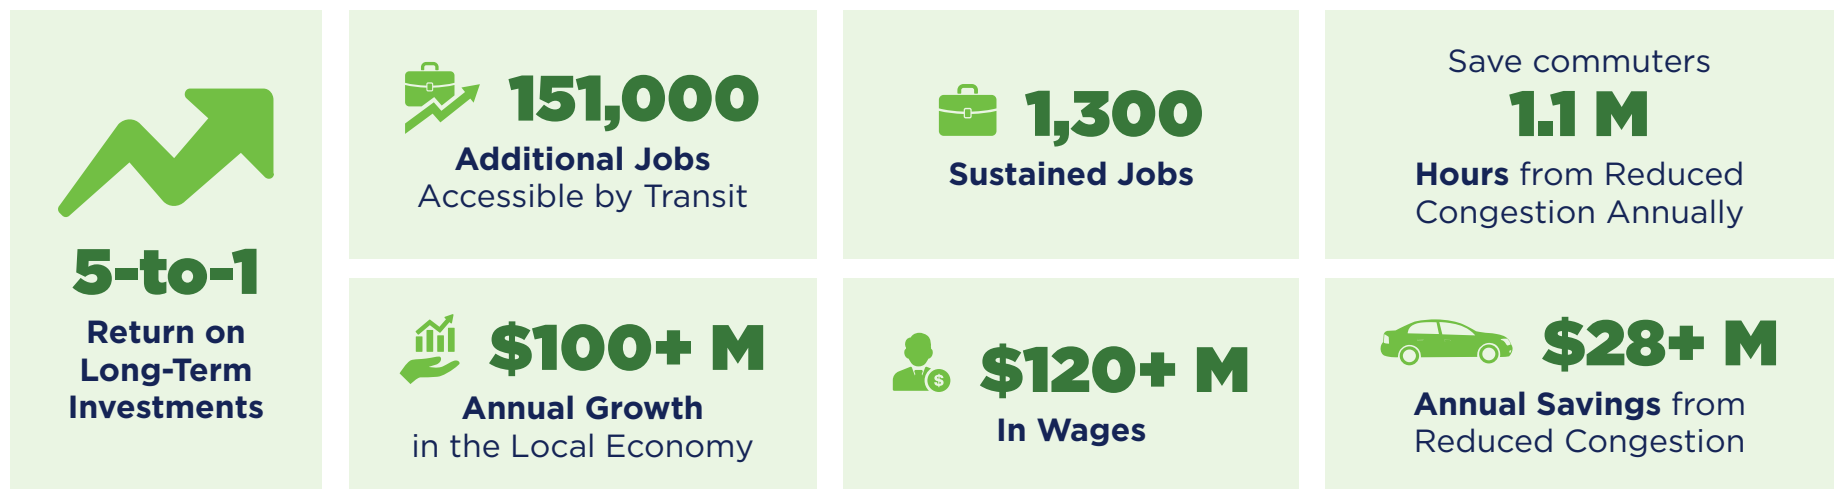 5-to-1
Return on
Long-Term
Investments
151,000
Additional Jobs
Accessible by Transit
1,300
Sustained Jobs
Save commuters
1.1 M
Hours from Reduced
Congestion Annually
$100+ M
Annual Growth
in the Local Economy
$
$120+ M
In Wages
$28+ M
Annual Savings from
Reduced Congestion